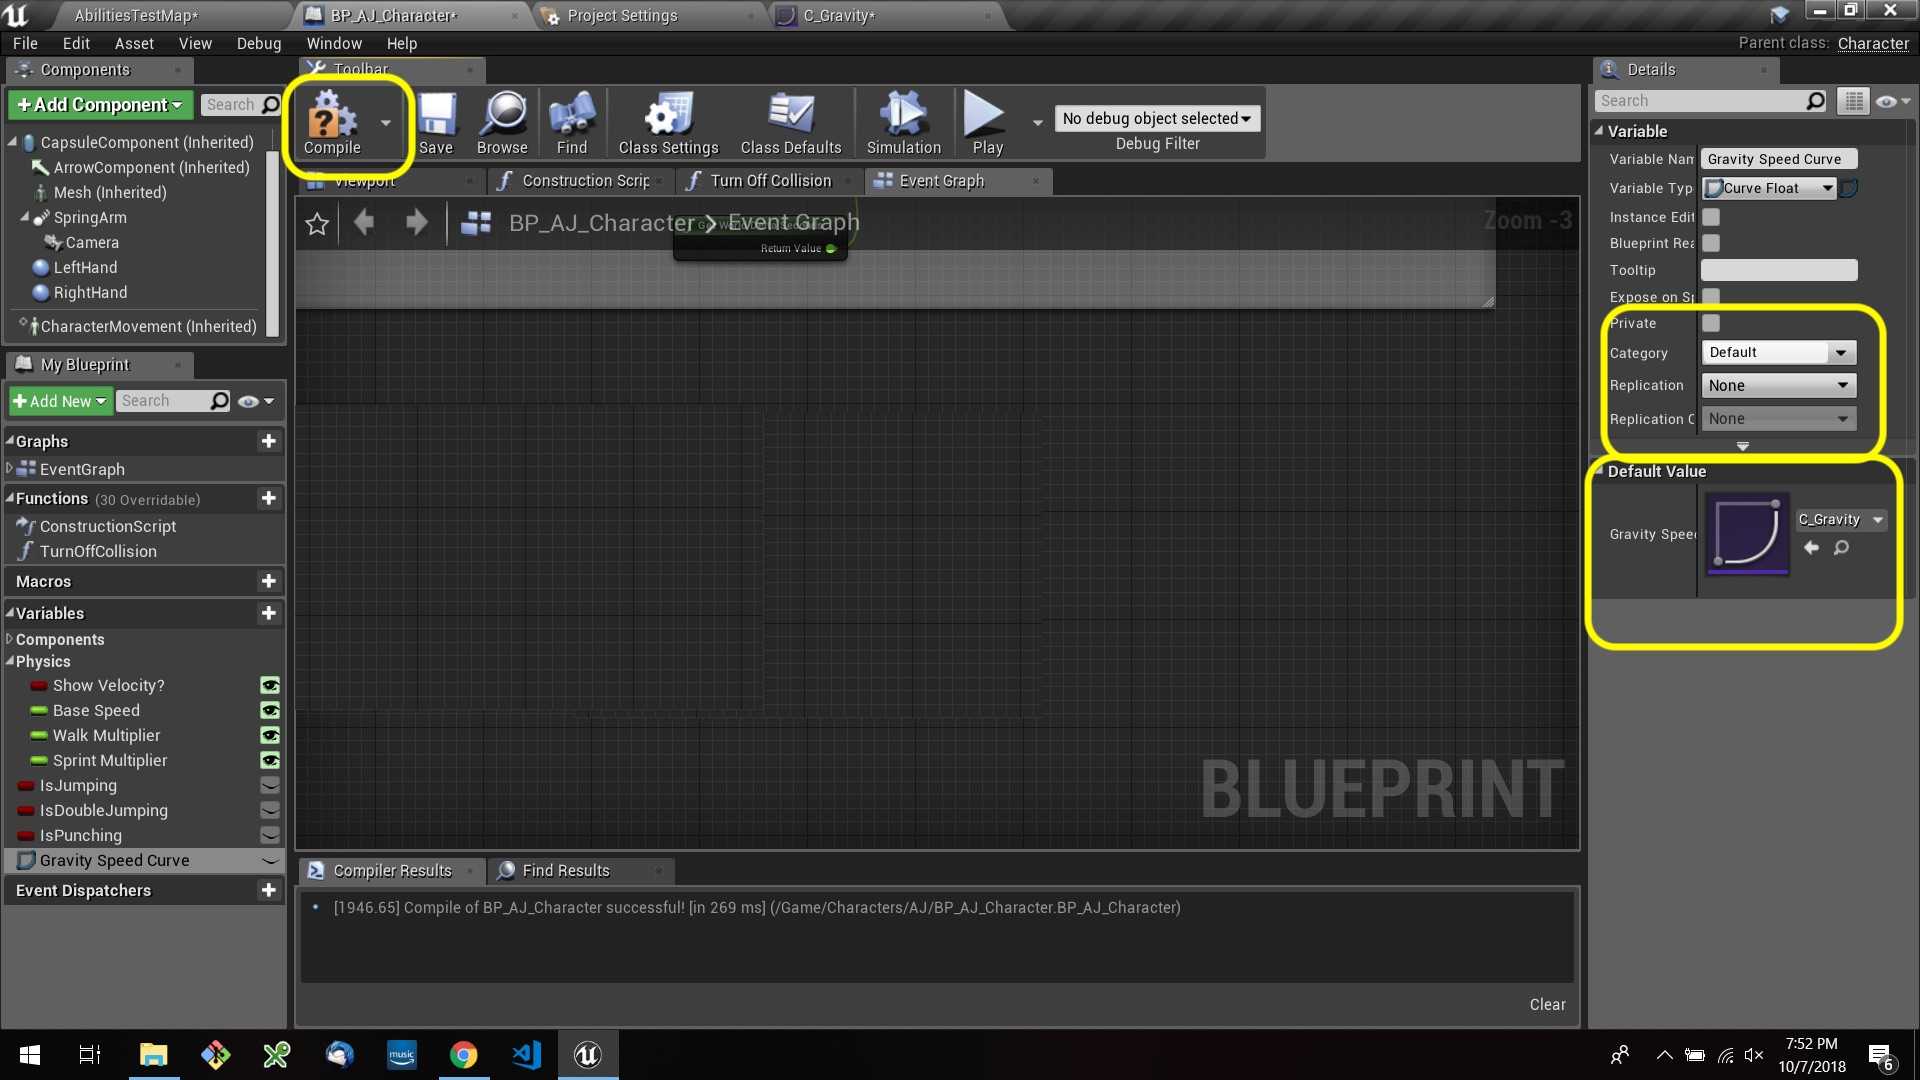 AbilitiesTestMap*
BP_AJ_Character*
Project Settings
C_Gravity*
File Edit Asset View Debug Window Help
Parent class: Character
Components
Toolbar
Details
+Add Component
Search
Compile
Save
Browse
Find
Class Settings
Class Defaults
Simulation
Play
No debug object selected
Debug Filter
Search
CapsuleComponent (Inherited)
ArrowComponent (Inherited)
Mesh (Inherited)
SpringArm
Camera
LeftHand
RightHand
CharacterMovement (Inherited)
Viewport
Construction Scrip
Turn Off Collision
Event Graph
BP_AJ_Character > Event Graph
Zoom -3
Return Value
BLUEPRINT
Variable
Variable Nam
Gravity Speed Curve
Variable Typ
Curve Float
Instance Edit
Blueprint Rea
Tooltip
Expose on Sp
Private
Category
Default
Replication
None
Replication C
None
Default Value
Gravity Speed
C_Gravity
My Blueprint
+Add New
Search
Graphs
EventGraph
Functions (30 Overridable)
ConstructionScript
TurnOffCollision
Macros
Variables
Components
Physics
Show Velocity?
Base Speed
Walk Multiplier
Sprint Multiplier
IsJumping
IsDoubleJumping
IsPunching
Gravity Speed Curve
Event Dispatchers
Compiler Results
Find Results
[1946.65] Compile of BP_AJ_Character successful! [in 269 ms] (/Game/Characters/AJ/BP_AJ_Character.BP_AJ_Character)
Clear
music
7:52 PM
10/7/2018
6